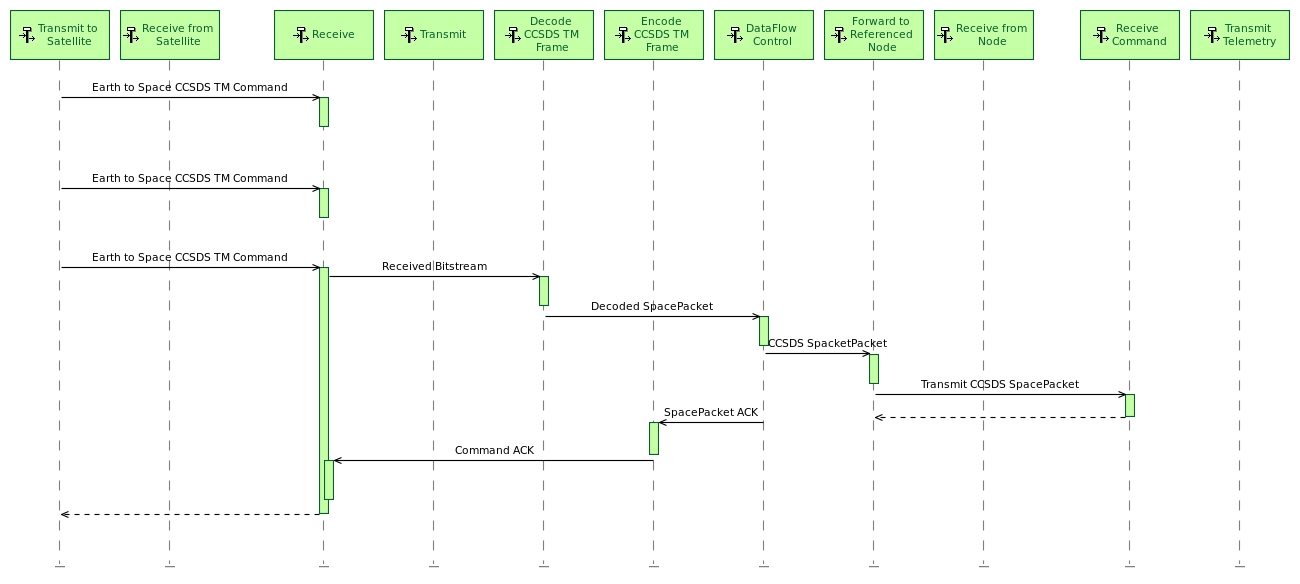 Transmit to
Satellite
Receive from
Satellite
Receive
Transmit
Decode
CCSDS TM
Frame
Encode
CCSDS TM
Frame
DataFlow
Control
Forward to
Referenced
Node
Receive from
Node
Receive
Command
Transmit
Telemetry
Earth to Space CCSDS TM Command
Earth to Space CCSDS TM Command
Earth to Space CCSDS TM Command
Received Bitstream
Decoded SpacePacket
CCSDS SpacketPacket
Transmit CCSDS SpacePacket
SpacePacket ACK
Command ACK